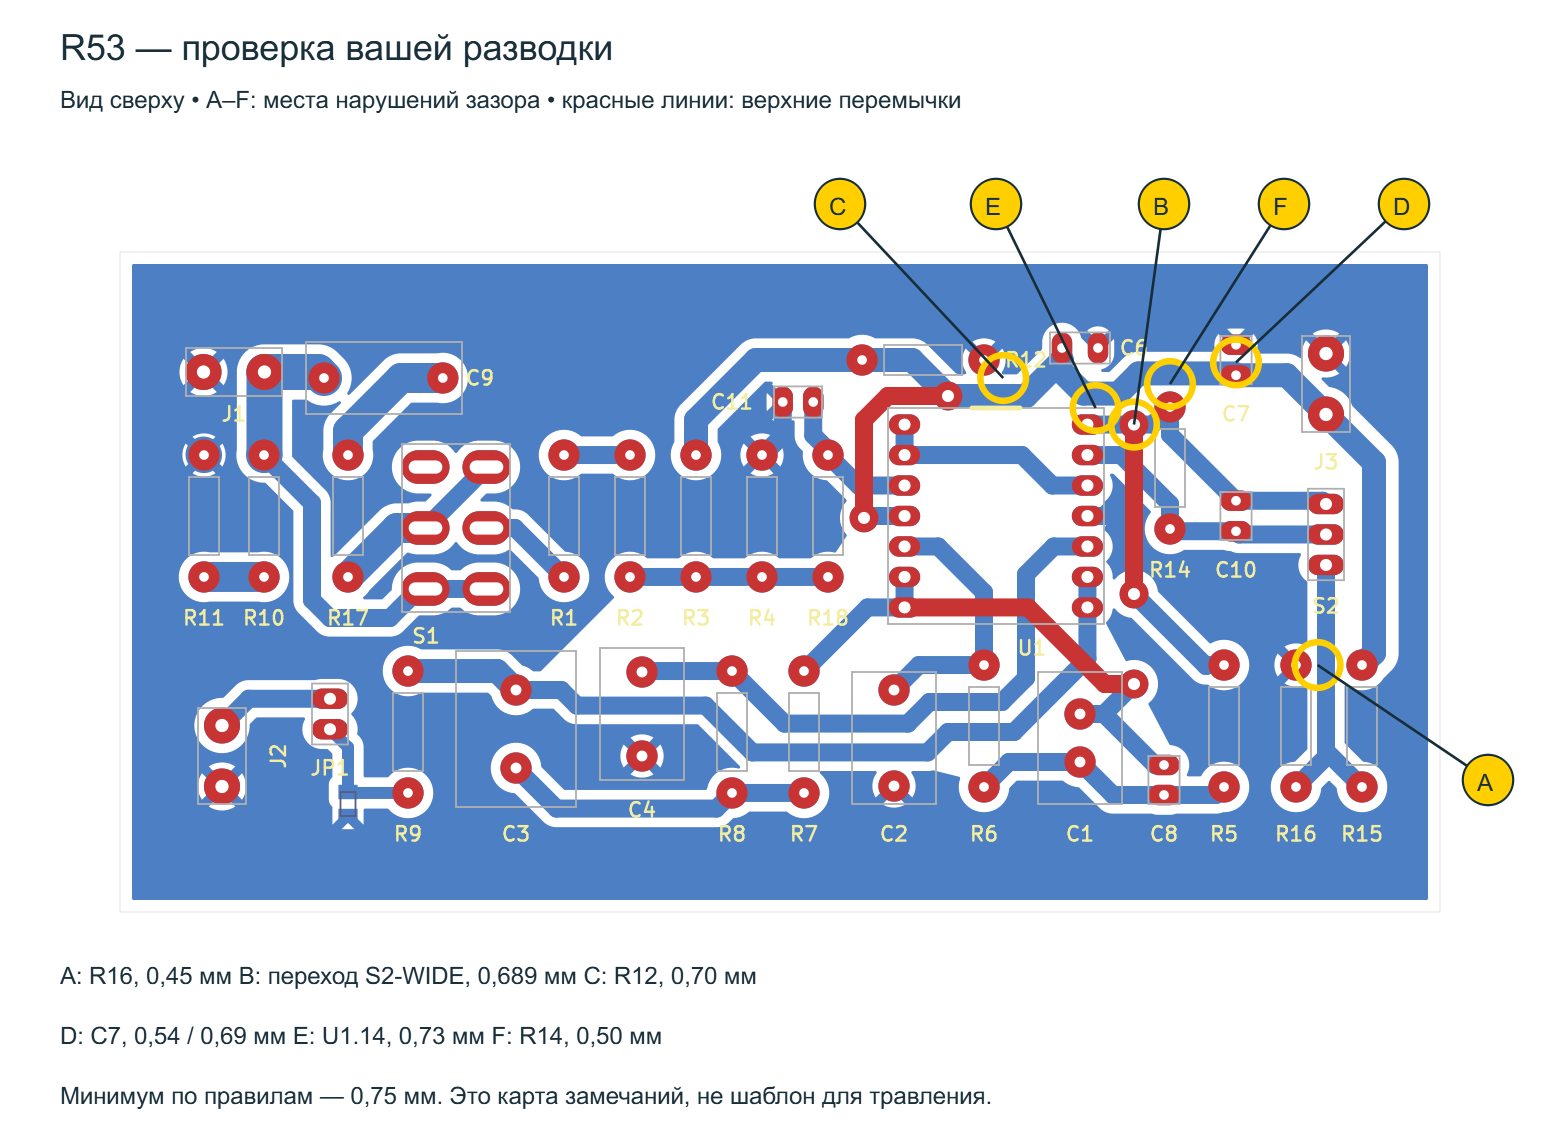 R53 — проверка вашей разводки
Вид сверху • A–F: места нарушений зазора • красные линии: верхние перемычки
C E B F D
R12 C6
C9 C11 C7
J1
J3
R14 C10
R11 R10 R17 R1 R2 R3 R4 R18 S2
S1
U1
J2
JP1
A
C4
R9 C3 R8 R7 C2 R6 C1 C8 R5 R16 R15
A: R16, 0,45 мм B: переход S2-WIDE, 0,689 мм C: R12, 0,70 мм
D: C7, 0,54 / 0,69 мм E: U1.14, 0,73 мм F: R14, 0,50 мм
Минимум по правилам — 0,75 мм. Это карта замечаний, не шаблон для травления.